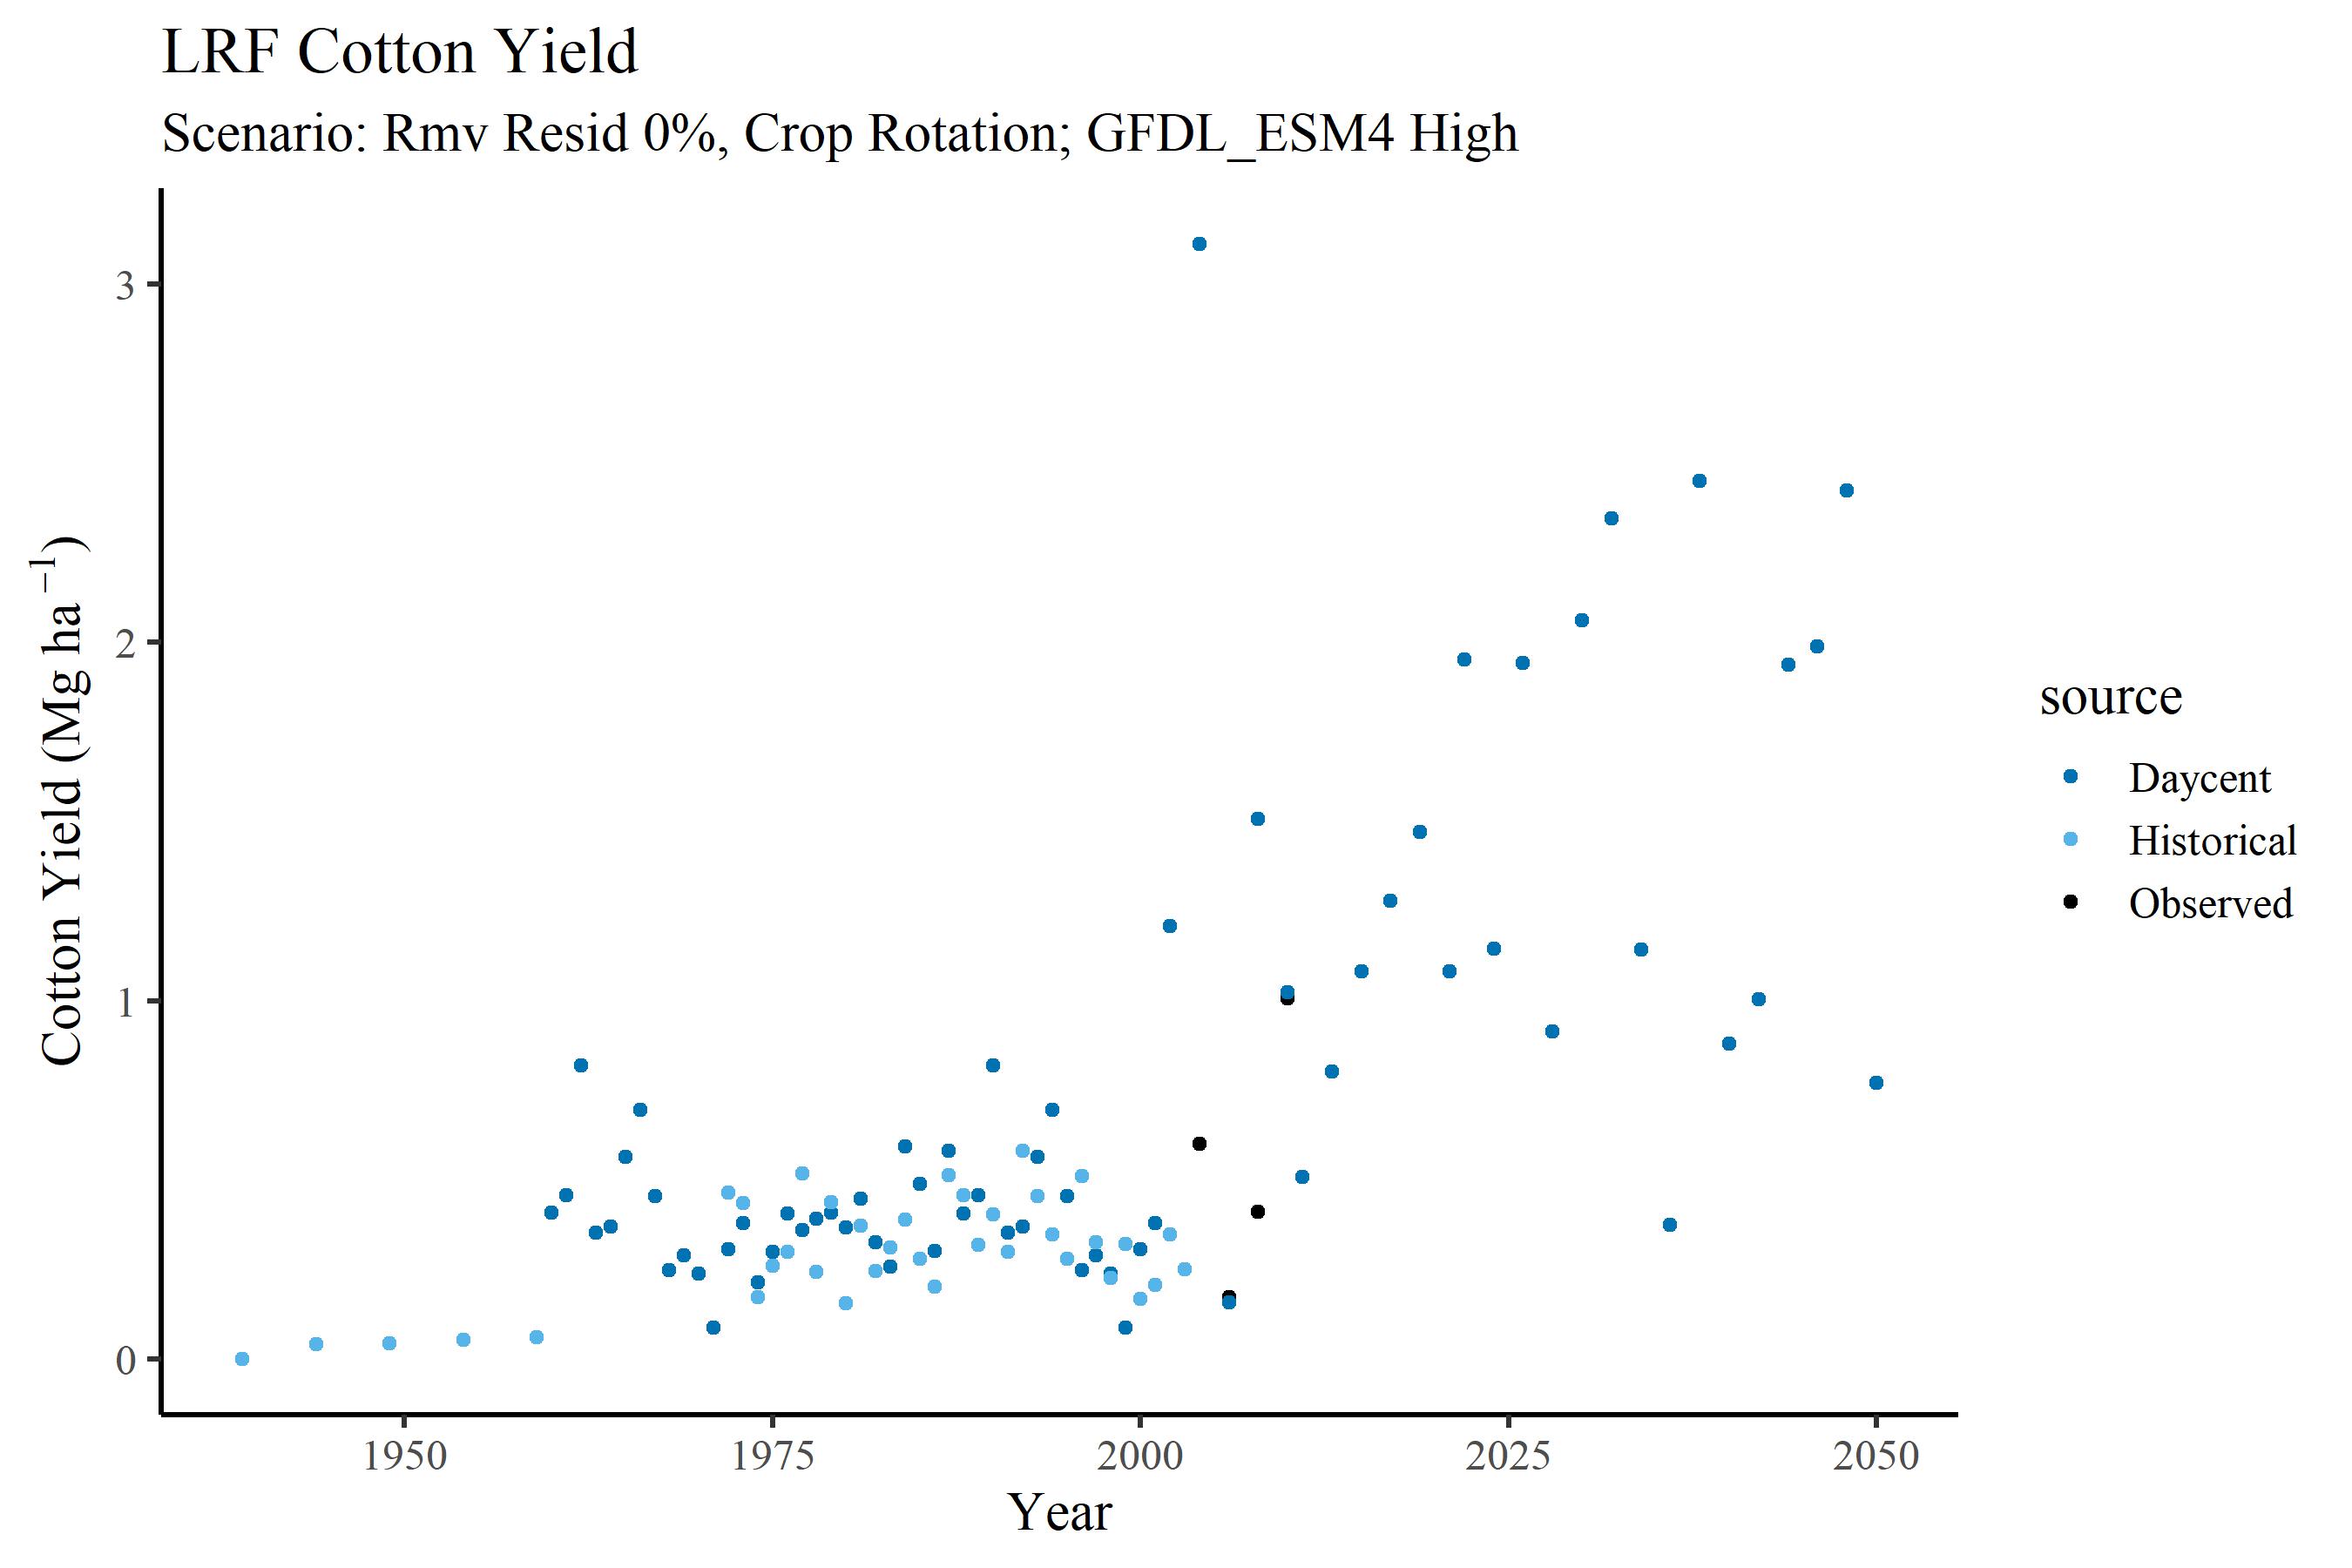 LRF Cotton Yield
Scenario: Rmv Resid 0%, Crop Rotation; GFDL_ESM4 High
Cotton Yield (Mg ha⁻¹)
3
2
1
0
1950
1975
2000
2025
2050
Year
source
Daycent
Historical
Observed